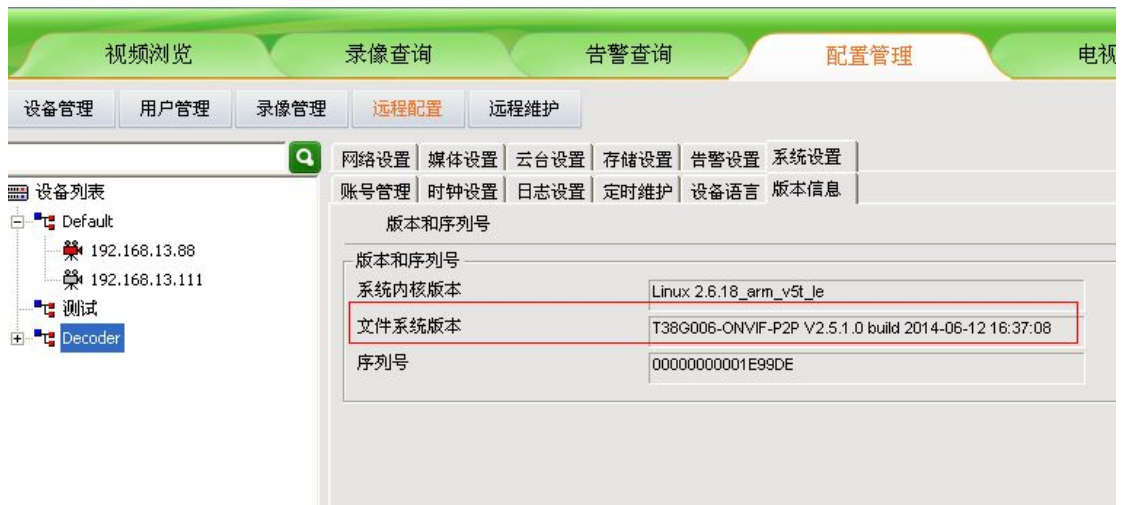 视频浏览 录像查询 告警查询 配置管理 电视
设备管理 用户管理 录像管理 远程配置 远程维护
网络设置 媒体设置 云台设置 存储设置 告警设置 系统设置
账号管理 时钟设置 日志设置 定时维护 设备语言 版本信息
设备列表
Default
192.168.13.88
192.168.13.111
测试
Decoder
版本和序列号
版本和序列号
系统内核版本 Linux 2.6.18_arm_v5t_le
文件系统版本 T38G006-ONVIF-P2P V2.5.1.0 build 2014-06-12 16:37:08
序列号 00000000001E99DE